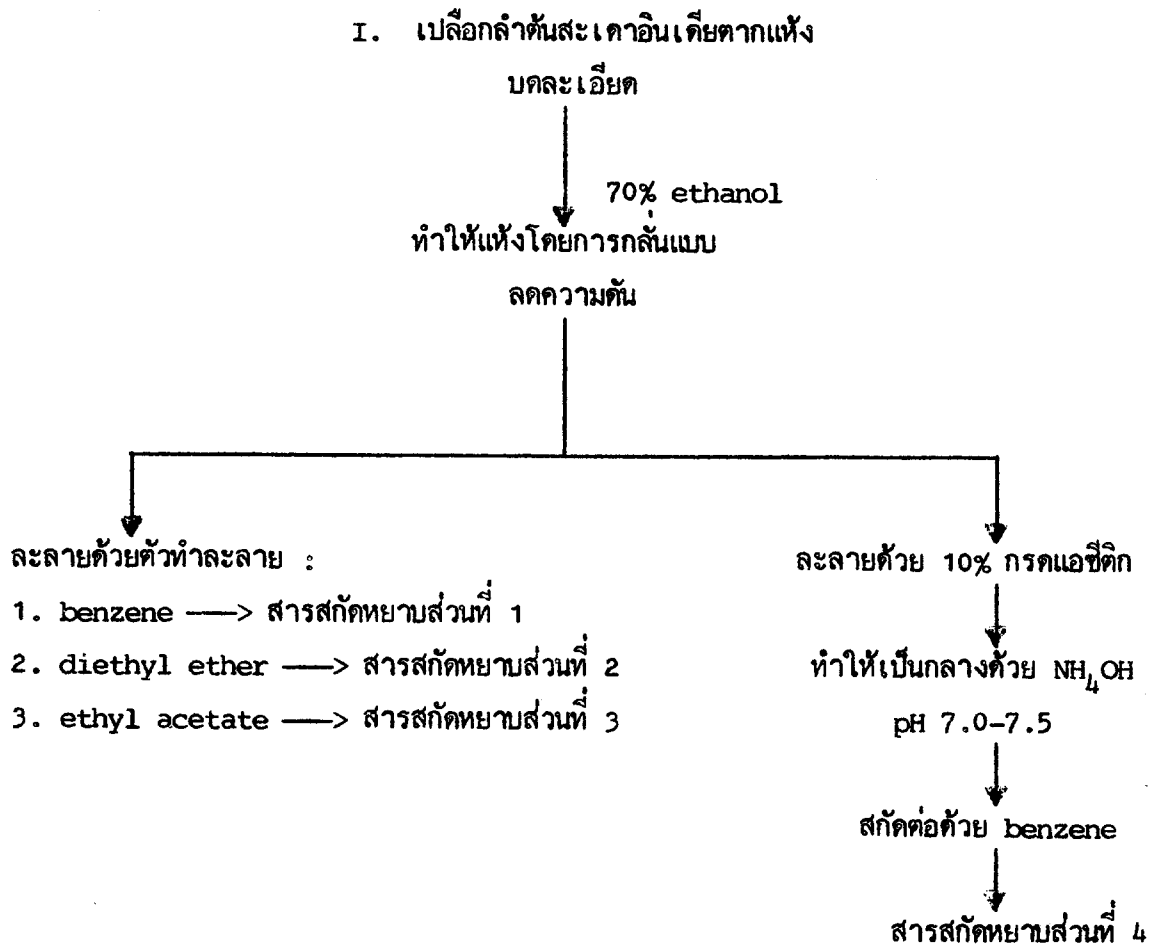 I. เปลือกลำต้นสะเดาอินเดียตากแห้ง
บดละเอียด
70% ethanol
ทำให้แห้งโดยการกลั่นแบบ
ลดความดัน
ละลายด้วยตัวทำละลาย :
1. benzene ——> สารสกัดหยาบส่วนที่ 1
2. diethyl ether ——> สารสกัดหยาบส่วนที่ 2
3. ethyl acetate ——> สารสกัดหยาบส่วนที่ 3
ละลายด้วย 10% กรดแอซีติก
ทำให้เป็นกลางด้วย NH₄OH
pH 7.0-7.5
สกัดต่อด้วย benzene
สารสกัดหยาบส่วนที่ 4